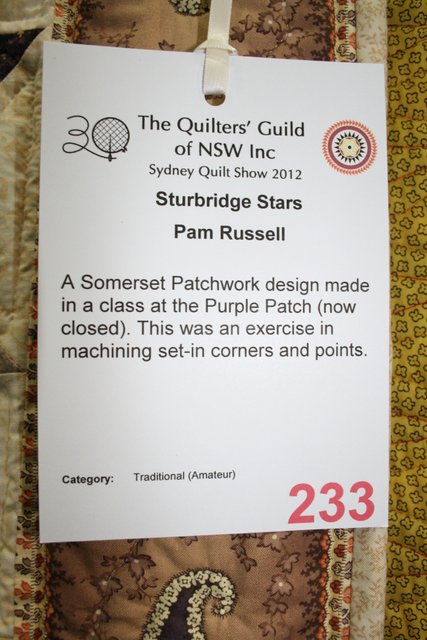 30
The Quilters' Guild
of NSW Inc
Sydney Quilt Show 2012
Sturbridge Stars
Pam Russell
A Somerset Patchwork design made
in a class at the Purple Patch (now
closed). This was an exercise in
machining set-in corners and points.
Category: Traditional (Amateur)
233